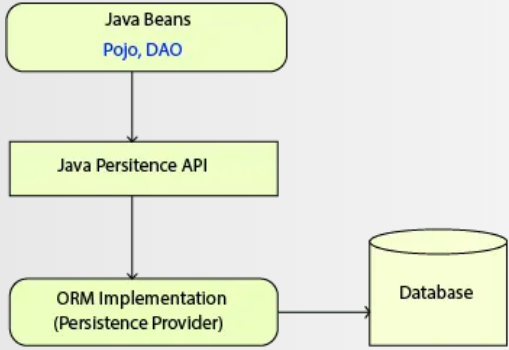 Java Beans
Pojo, DAO
Java Persitence API
ORM Implementation
(Persistence Provider)
Database